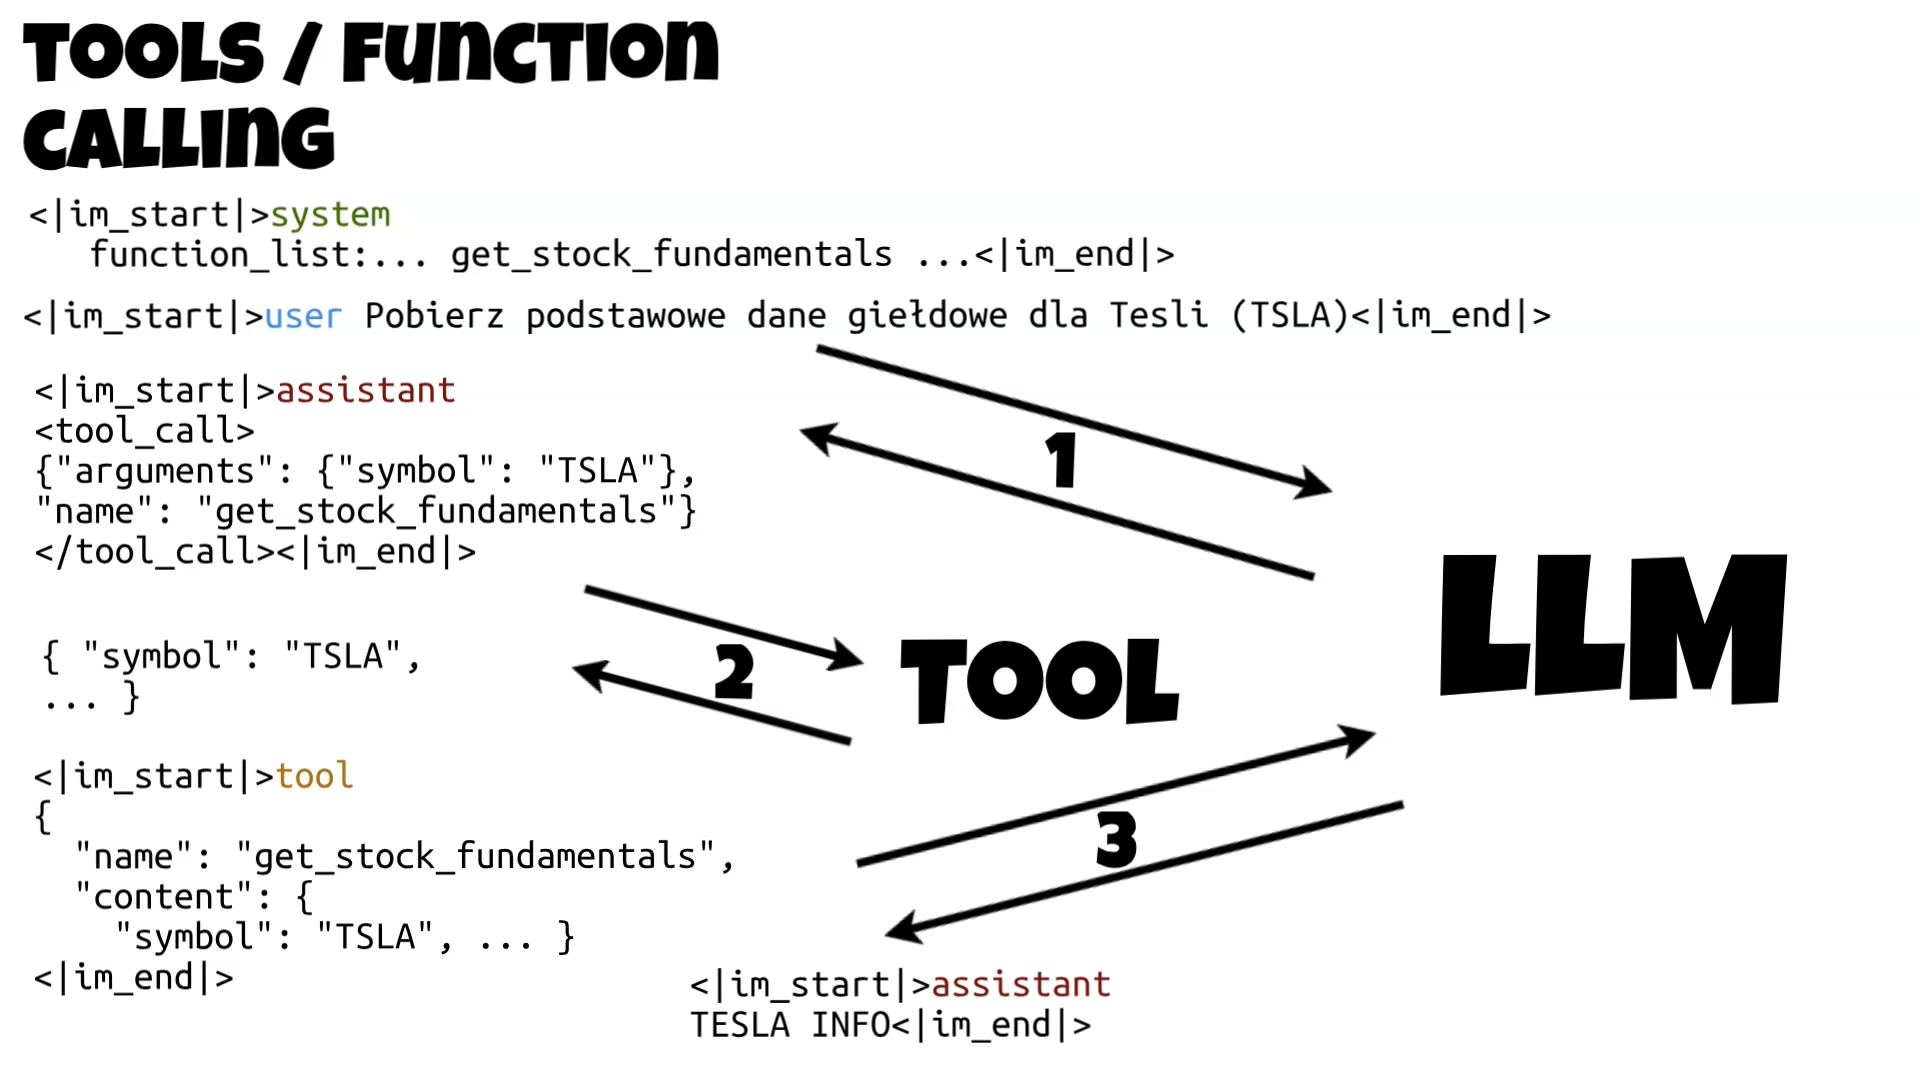 TOOLS / FUNCTION
CALLING
<|im_start|>system
function_list:... get_stock_fundamentals ...<|im_end|>
<|im_start|>user Pobierz podstawowe dane giełdowe dla Tesli (TSLA)<|im_end|>
<|im_start|>assistant
<tool_call>
{"arguments": {"symbol": "TSLA"},
"name": "get_stock_fundamentals"}
</tool_call><|im_end|>
1
LLM
{ "symbol": "TSLA",
... }
2
TOOL
<|im_start|>tool
{
"name": "get_stock_fundamentals",
"content": {
"symbol": "TSLA", ... }
<|im_end|>
3
<|im_start|>assistant
TESLA INFO<|im_end|>